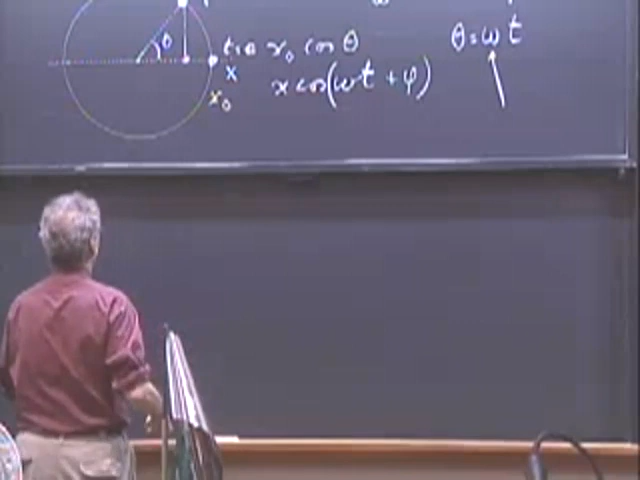 θ
t=0 x₀ cos θ
θ = ωt
x
x cos(ωt + φ)
x₀